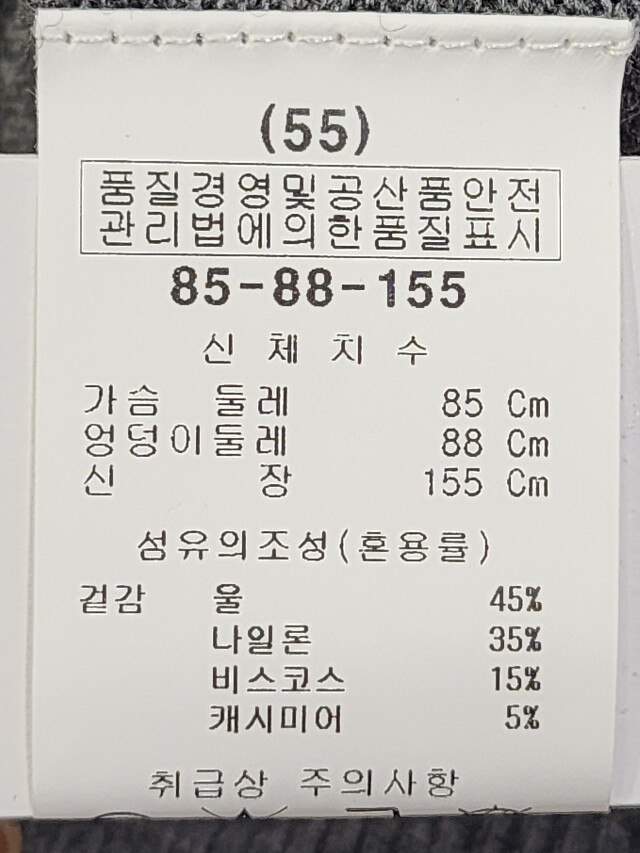 (55)
품질경영및공산품안전
관리법에의한품질표시
85-88-155
신 체 치 수
가슴 둘레 85 Cm
엉덩이둘레 88 Cm
신 장 155 Cm
섬유의조성(혼용률)
겉감 울 45%
나일론 35%
비스코스 15%
캐시미어 5%
취급상 주의사항